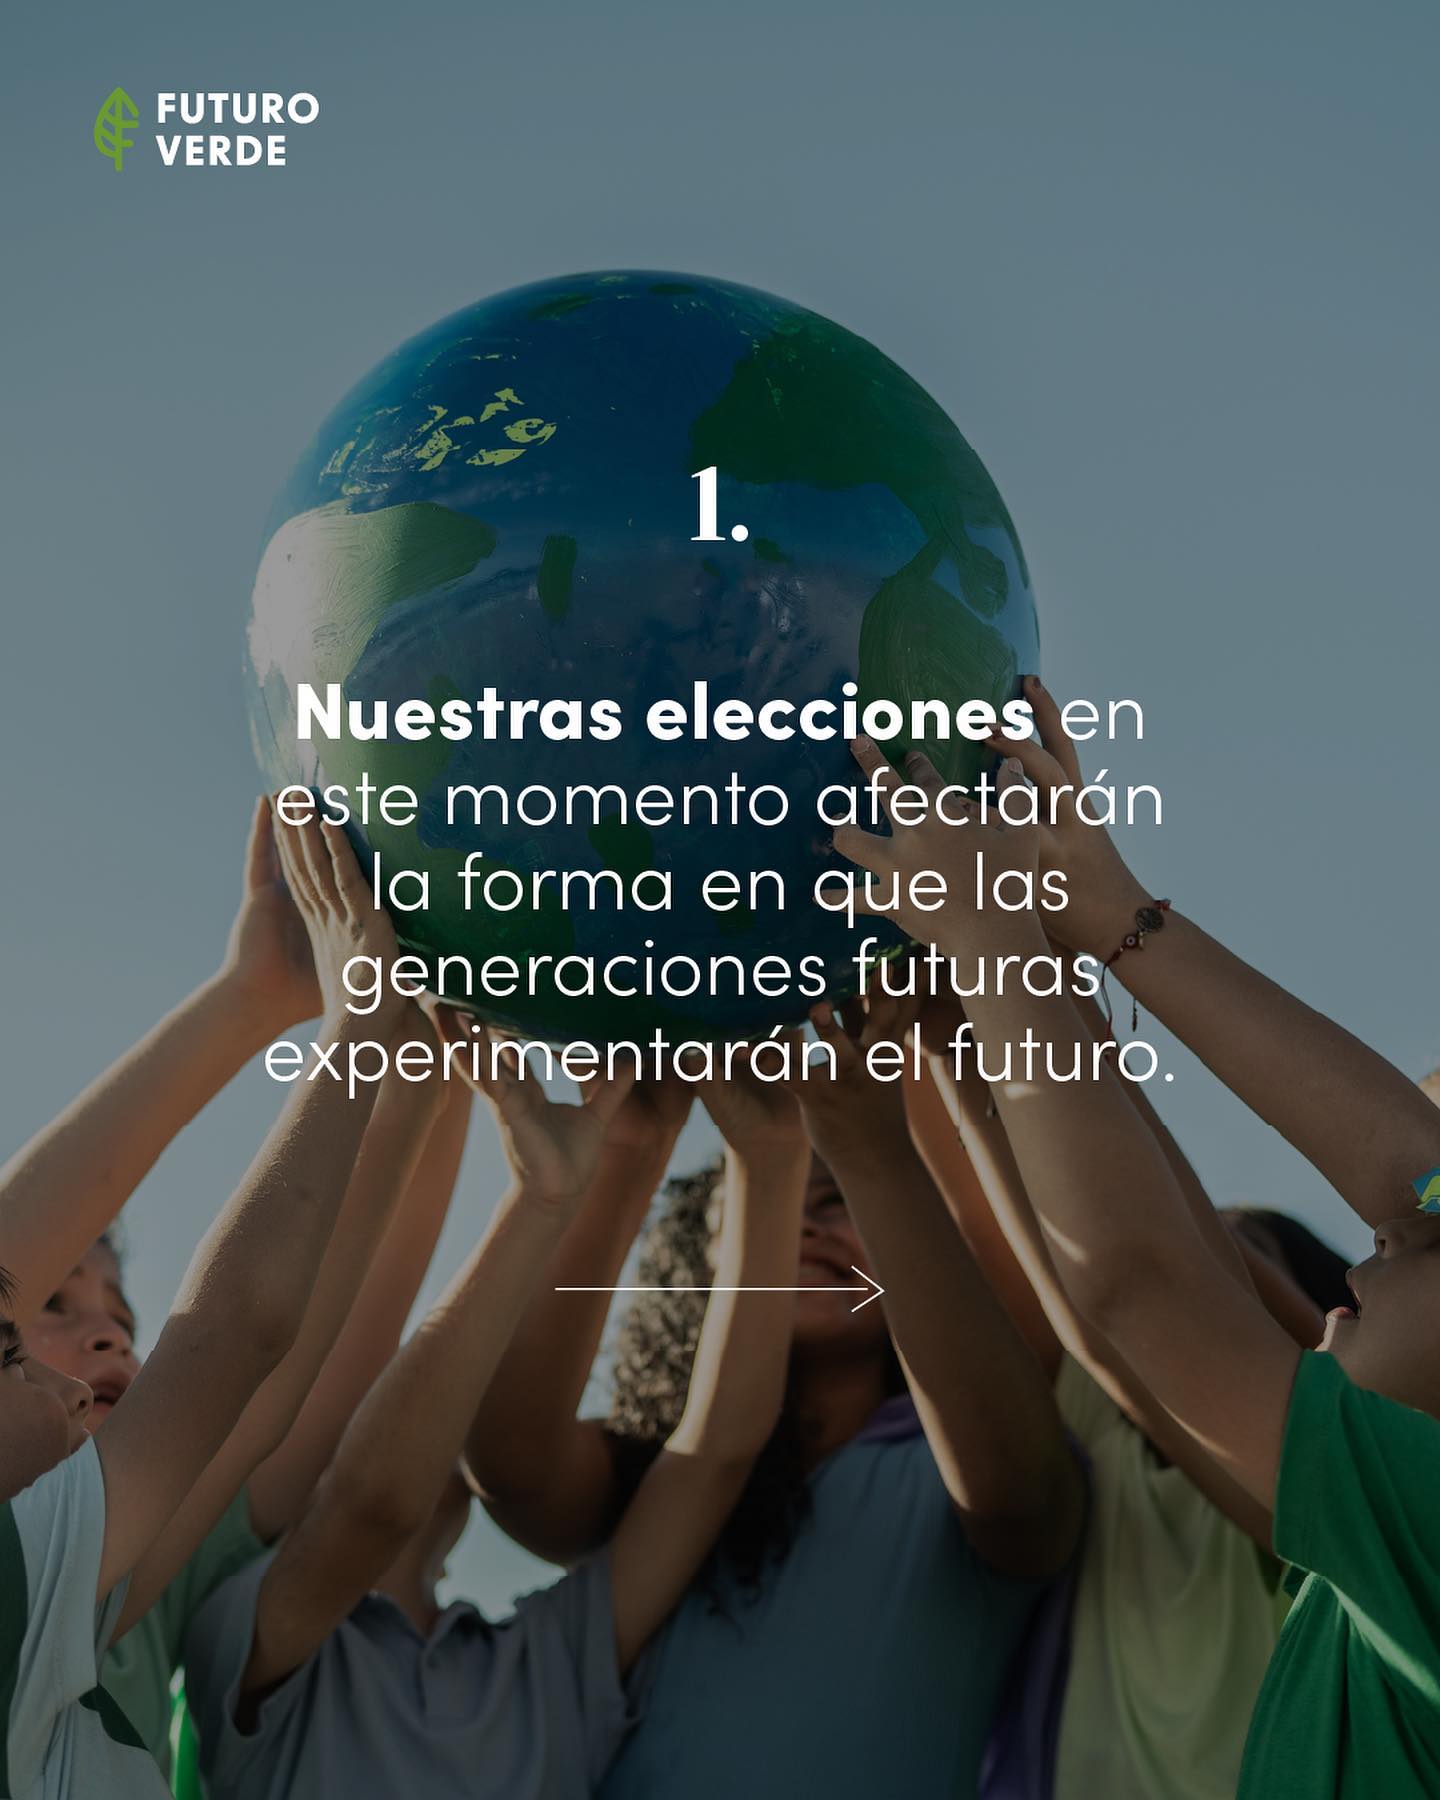 FUTURO
VERDE
1.
Nuestras elecciones en
este momento afectarán
la forma en que las
generaciones futuras
experimentarán el futuro.